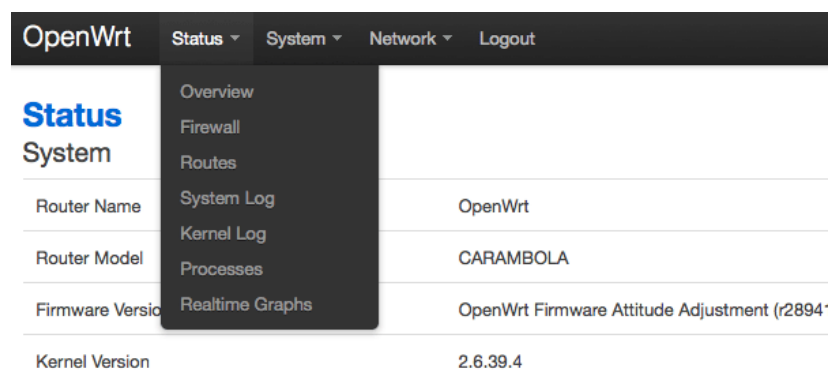 OpenWrt Status System Network Logout
Overview
Status
Firewall
System
Routes
System Log
Router Name OpenWrt
Kernel Log
Router Model CARAMBOLA
Processes
Realtime Graphs
Firmware Versio OpenWrt Firmware Attitude Adjustment (r28941
Kernel Version 2.6.39.4